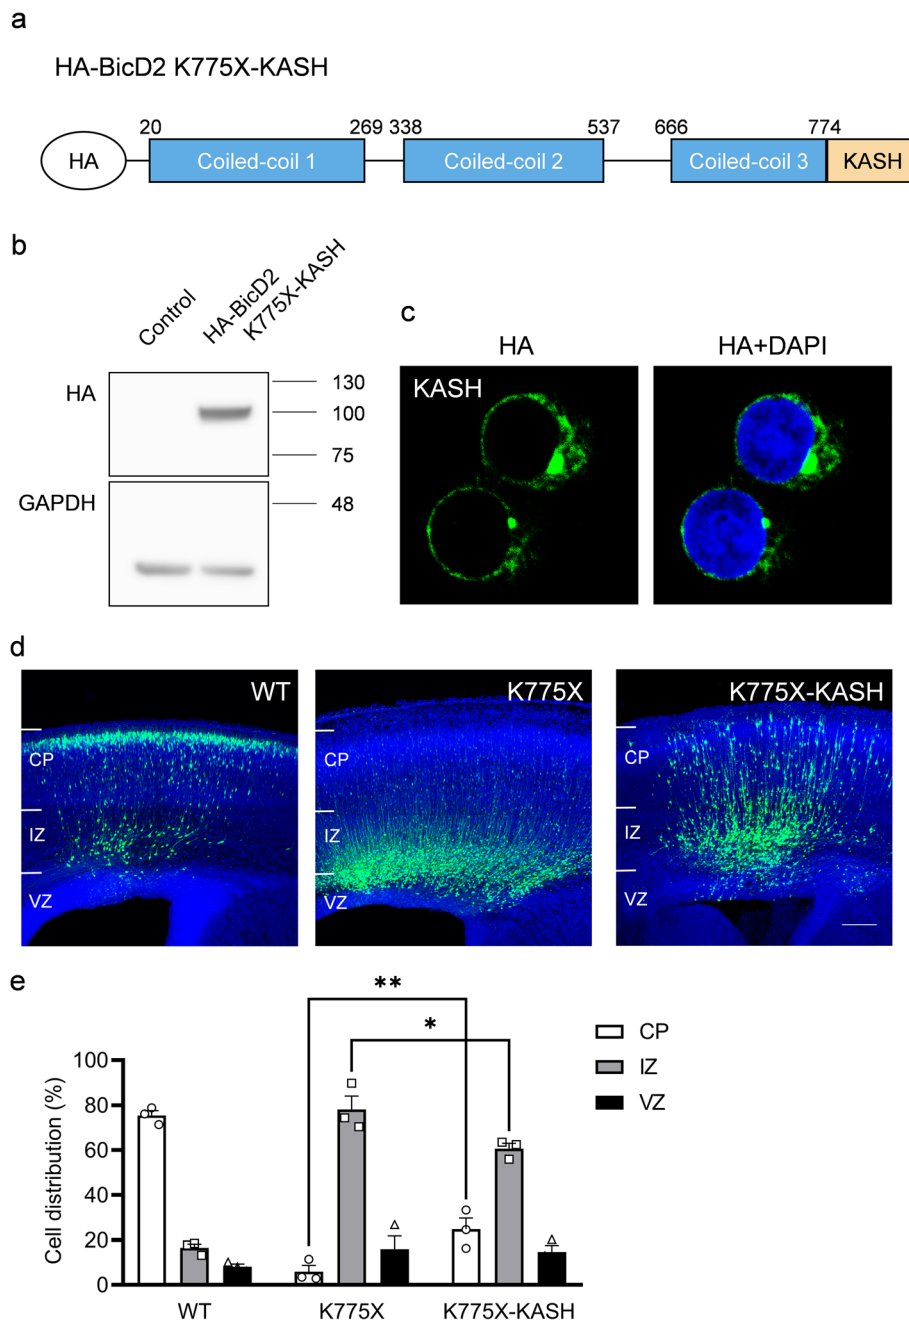 a
HA-BicD2 K775X-KASH
20 269 338 537 666 774
HA Coiled-coil 1 Coiled-coil 2 Coiled-coil 3 KASH
b
Control
HA-BicD2
K775X-KASH
HA
130
100
75
GAPDH
48
c
HA HA+DAPI
KASH
d
WT K775X K775X-KASH
CP CP CP
IZ IZ IZ
VZ VZ VZ
e
**
*
CP
IZ
VZ
Cell distribution (%)
100
80
60
40
20
0
WT K775X K775X-KASH